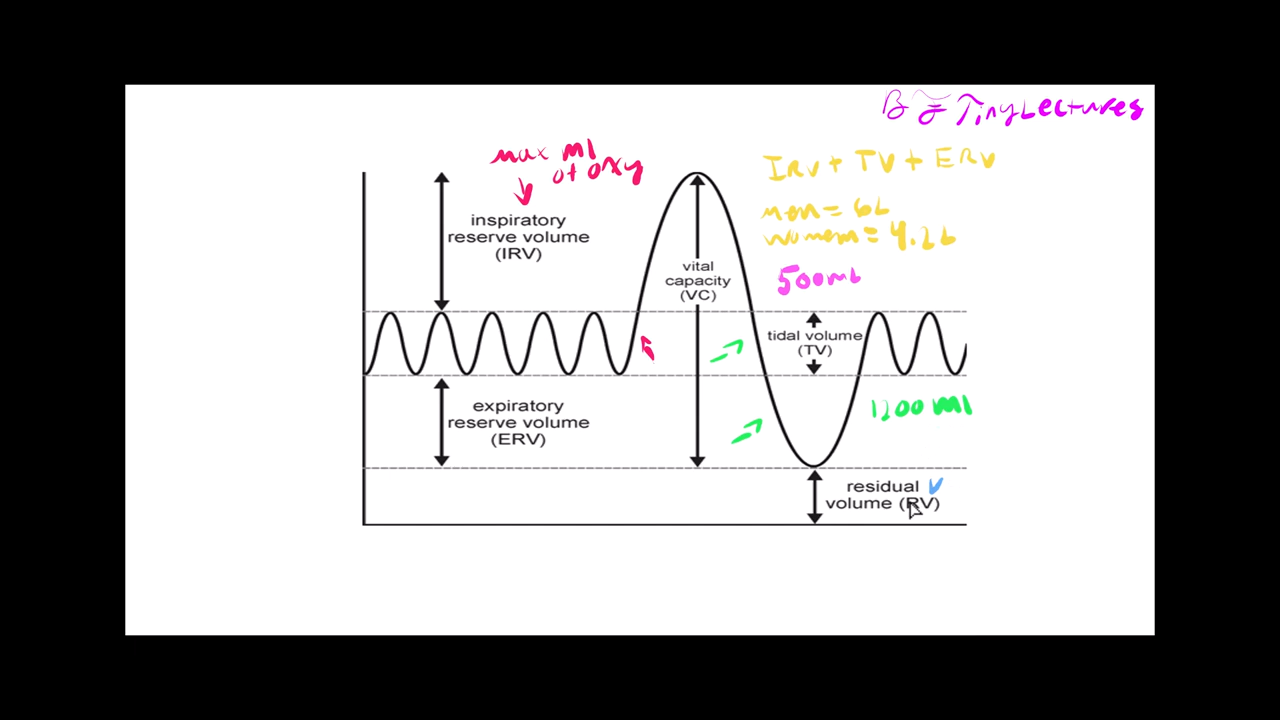 TinyLectures
max ml
of oxy
IRV + TV + ERV
men = 6L
women = 4.2L
500ml
inspiratory
reserve volume
(IRV)
vital
capacity
(VC)
tidal volume
(TV)
expiratory
reserve volume
(ERV)
1200 ml
residual
volume (RV)